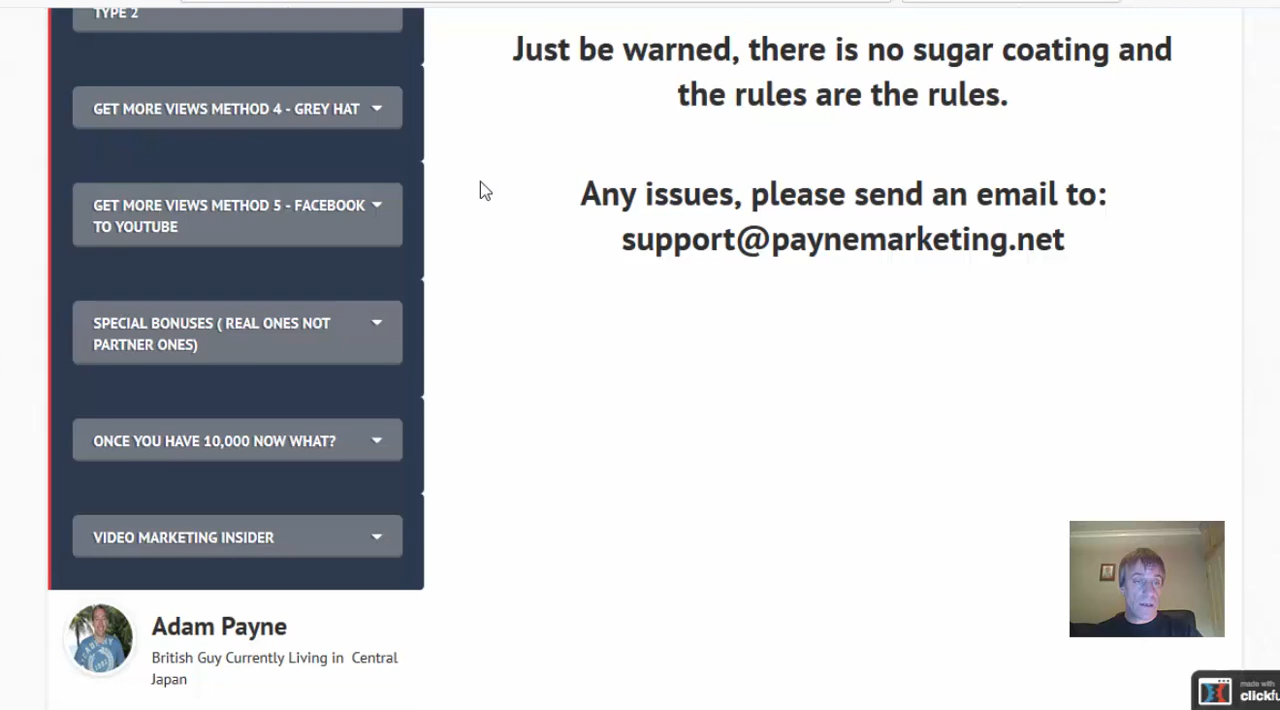 TYPE 2
GET MORE VIEWS METHOD 4 - GREY HAT
GET MORE VIEWS METHOD 5 - FACEBOOK
TO YOUTUBE
SPECIAL BONUSES ( REAL ONES NOT
PARTNER ONES)
ONCE YOU HAVE 10,000 NOW WHAT?
VIDEO MARKETING INSIDER
Adam Payne
British Guy Currently Living in Central
Japan
Just be warned, there is no sugar coating and
the rules are the rules.
Any issues, please send an email to:
support@paynemarketing.net
made with
clickfu